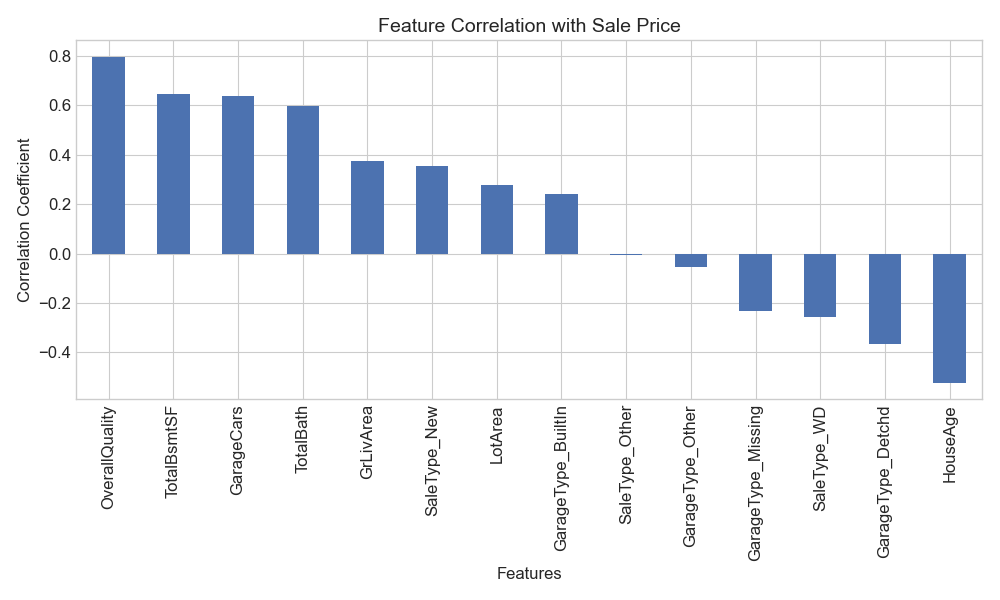 Feature Correlation with Sale Price
Correlation Coefficient
0.8
0.6
0.4
0.2
0.0
−0.2
−0.4
OverallQuality
TotalBsmtSF
GarageCars
TotalBath
GrLivArea
SaleType_New
LotArea
GarageType_BuiltIn
SaleType_Other
GarageType_Other
GarageType_Missing
SaleType_WD
GarageType_Detchd
HouseAge
Features